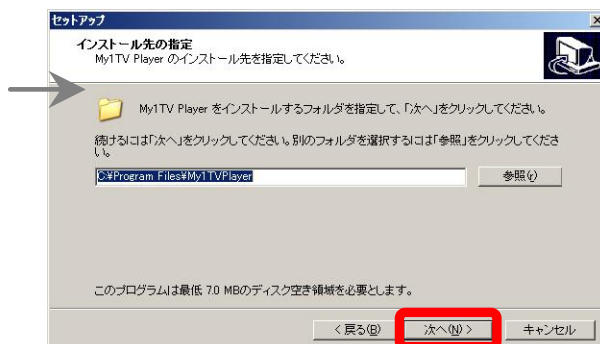 セットアップ
インストール先の指定
My1TV Player のインストール先を指定してください。
My1TV Player をインストールするフォルダを指定して、「次へ」をクリックしてください。
続けるには「次へ」をクリックしてください。別のフォルダを選択するには「参照」をクリックしてくださ
い。
C:¥Program Files¥My1TVPlayer
参照(r)
このプログラムは最低 7.0 MBのディスク空き領域を必要とします。
< 戻る(B) 次へ(N) > キャンセル